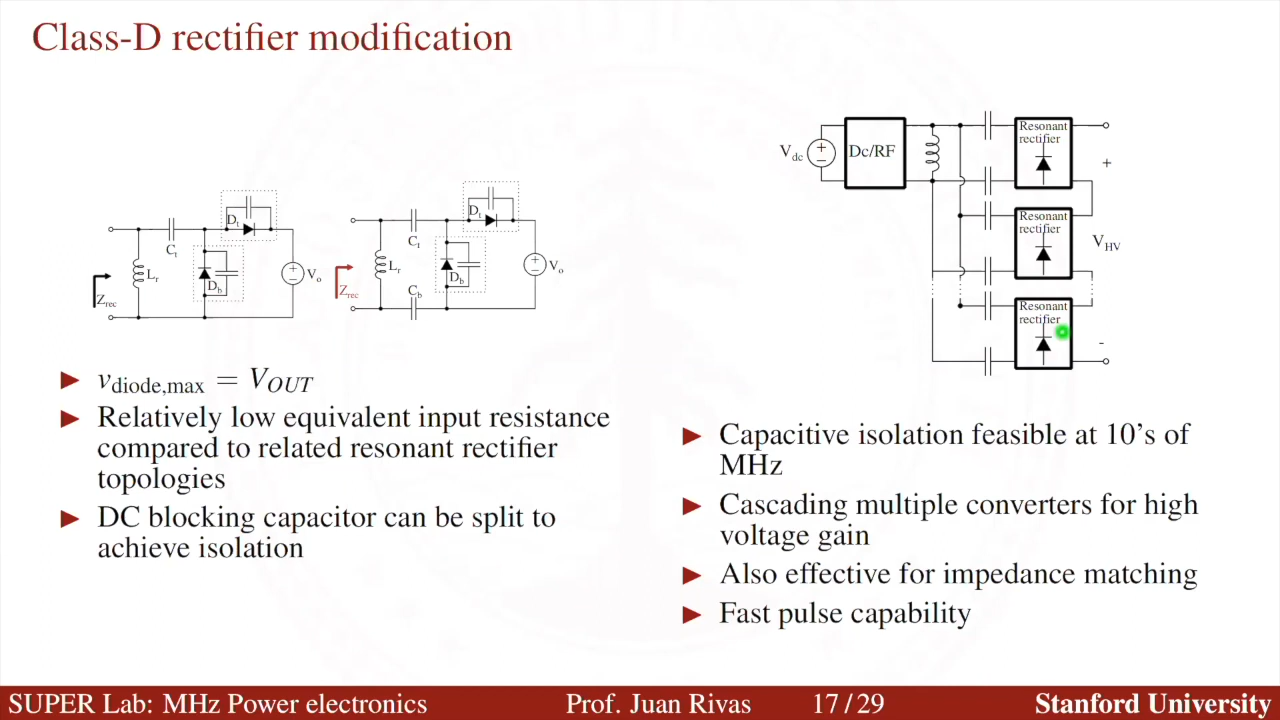 Class-D rectifier modification
Dt
Ct
Lr
Db
Vo
Zrec
Dt
Ct
Lr
Db
Vo
Zrec
Cb
Vdc
+
−
Dc/RF
Resonant
rectifier
+
Resonant
rectifier
VHV
Resonant
rectifier
-
vdiode,max = VOUT
Relatively low equivalent input resistance
compared to related resonant rectifier
topologies
DC blocking capacitor can be split to
achieve isolation
Capacitive isolation feasible at 10's of
MHz
Cascading multiple converters for high
voltage gain
Also effective for impedance matching
Fast pulse capability
SUPER Lab: MHz Power electronics Prof. Juan Rivas 17 / 29 Stanford University